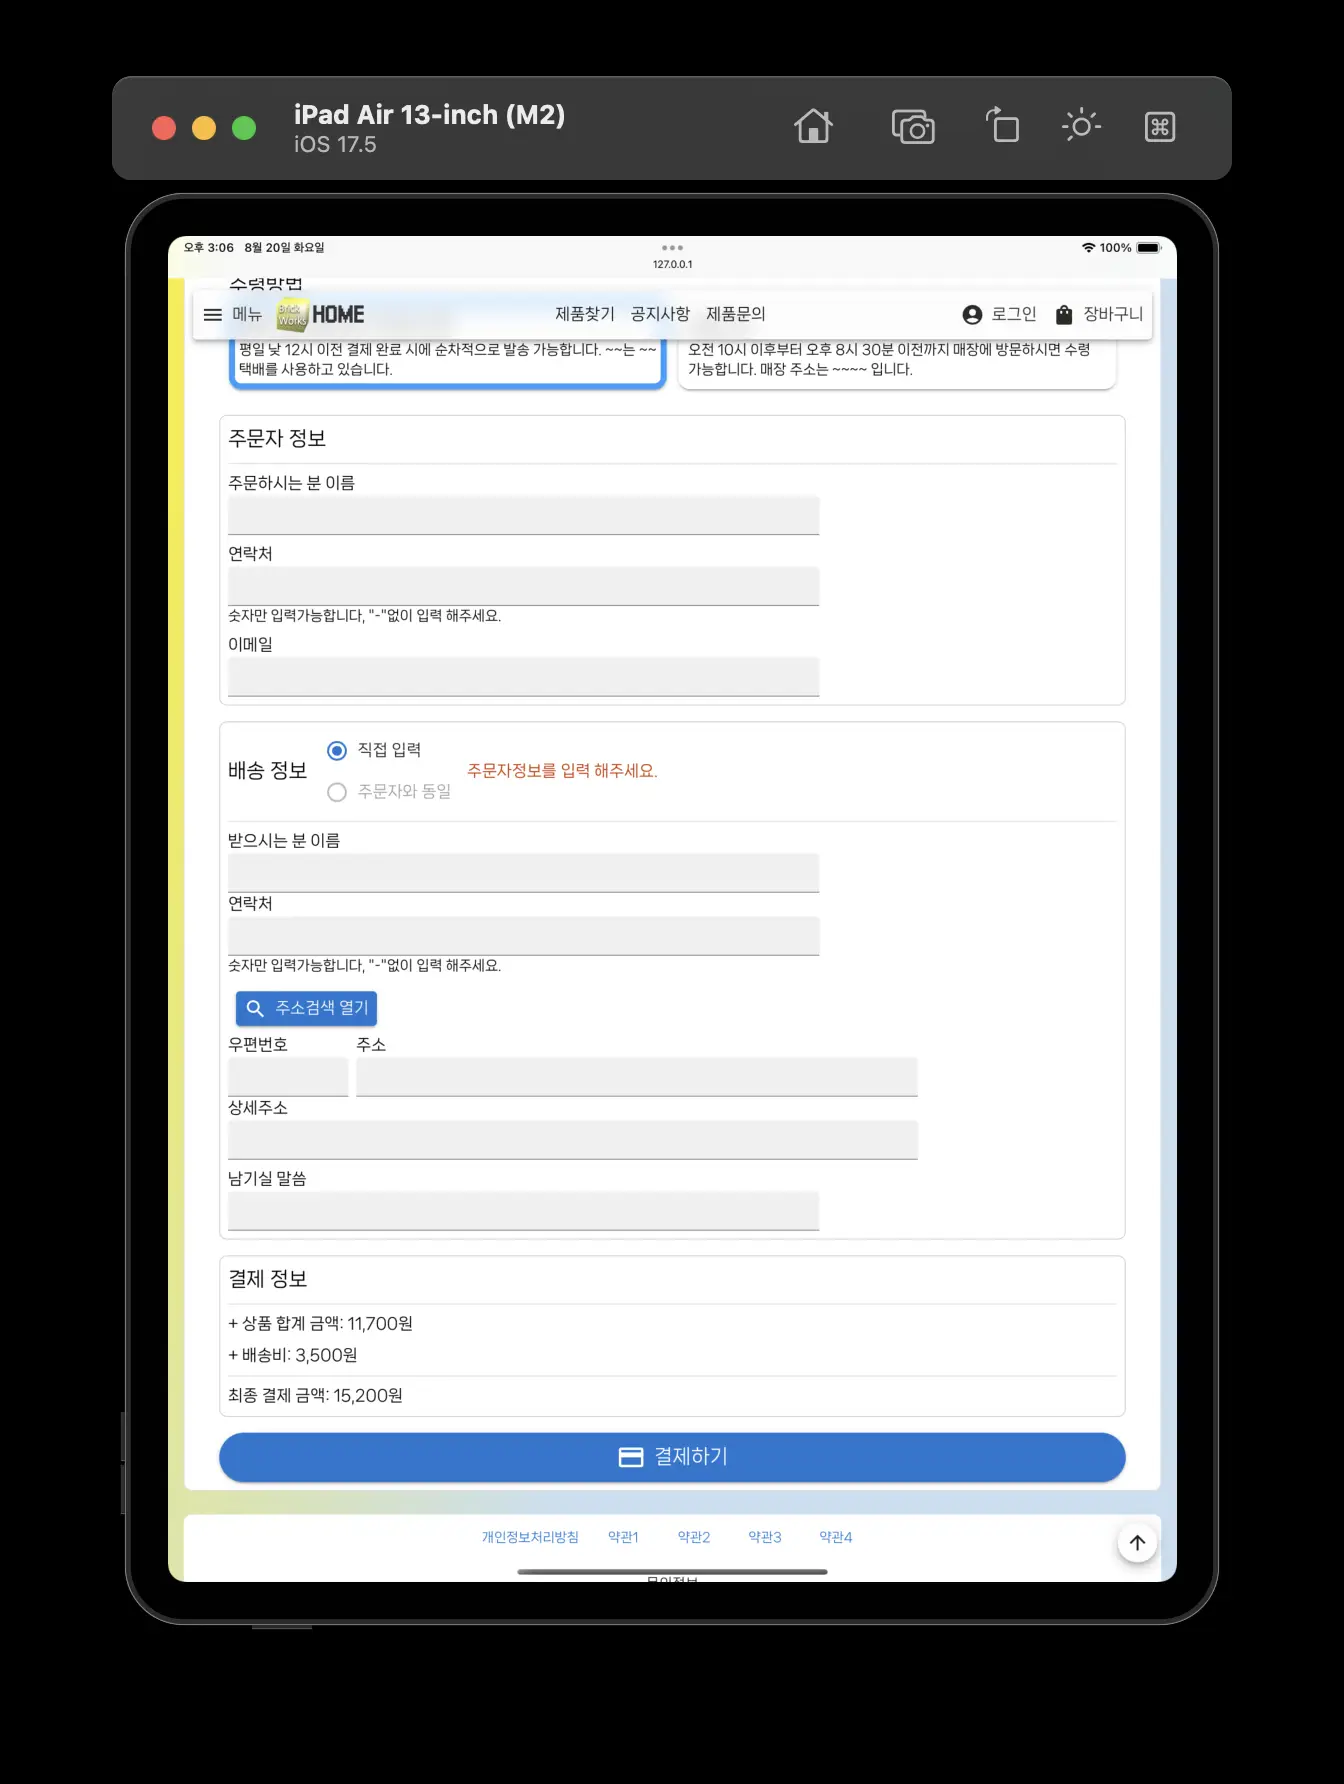 iPad Air 13-inch (M2)
iOS 17.5
오후 3:06 8월 20일 화요일
100%
127.0.0.1
수령방법
메뉴
Brick Works HOME
제품찾기 공지사항 제품문의
로그인 장바구니
평일 낮 12시 이전 결제 완료 시에 순차적으로 발송 가능합니다. ~~는 ~~
택배를 사용하고 있습니다.
오전 10시 이후부터 오후 8시 30분 이전까지 매장에 방문하시면 수령
가능합니다. 매장 주소는 ~~~~ 입니다.
주문자 정보
주문하시는 분 이름
연락처
숫자만 입력가능합니다, "-"없이 입력 해주세요.
이메일
배송 정보
직접 입력
주문자와 동일
주문자정보를 입력 해주세요.
받으시는 분 이름
연락처
숫자만 입력가능합니다, "-"없이 입력 해주세요.
주소검색 열기
우편번호 주소
상세주소
남기실 말씀
결제 정보
+ 상품 합계 금액: 11,700원
+ 배송비: 3,500원
최종 결제 금액: 15,200원
결제하기
개인정보처리방침 약관1 약관2 약관3 약관4